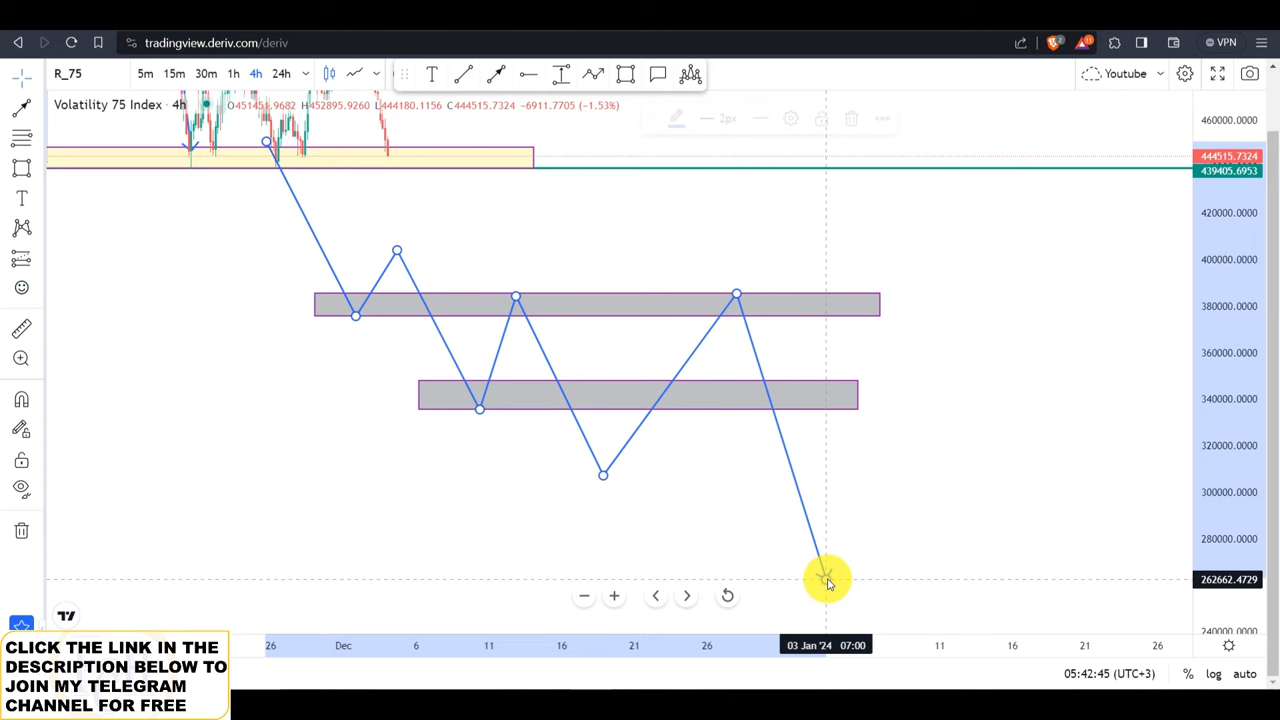 tradingview.deriv.com/deriv
2
11
VPN
R_75
5m 15m 30m 1h 4h 24h
Youtube
Volatility 75 Index · 4h
L444180.1156 C444515.7324 −6911.7705 (−1.53%)
H452895.9260
2px
460000.0000
444515.7324
439405.6953
420000.0000
400000.0000
380000.0000
360000.0000
340000.0000
320000.0000
300000.0000
280000.0000
262662.4729
240000.0000
26 Dec 6 11 16 21 26 03 Jan '24 07:00 11 16 21 26
05:42:45 (UTC+3) % log auto
CLICK THE LINK IN THE
DESCRIPTION BELOW TO
JOIN MY TELEGRAM
CHANNEL FOR FREE